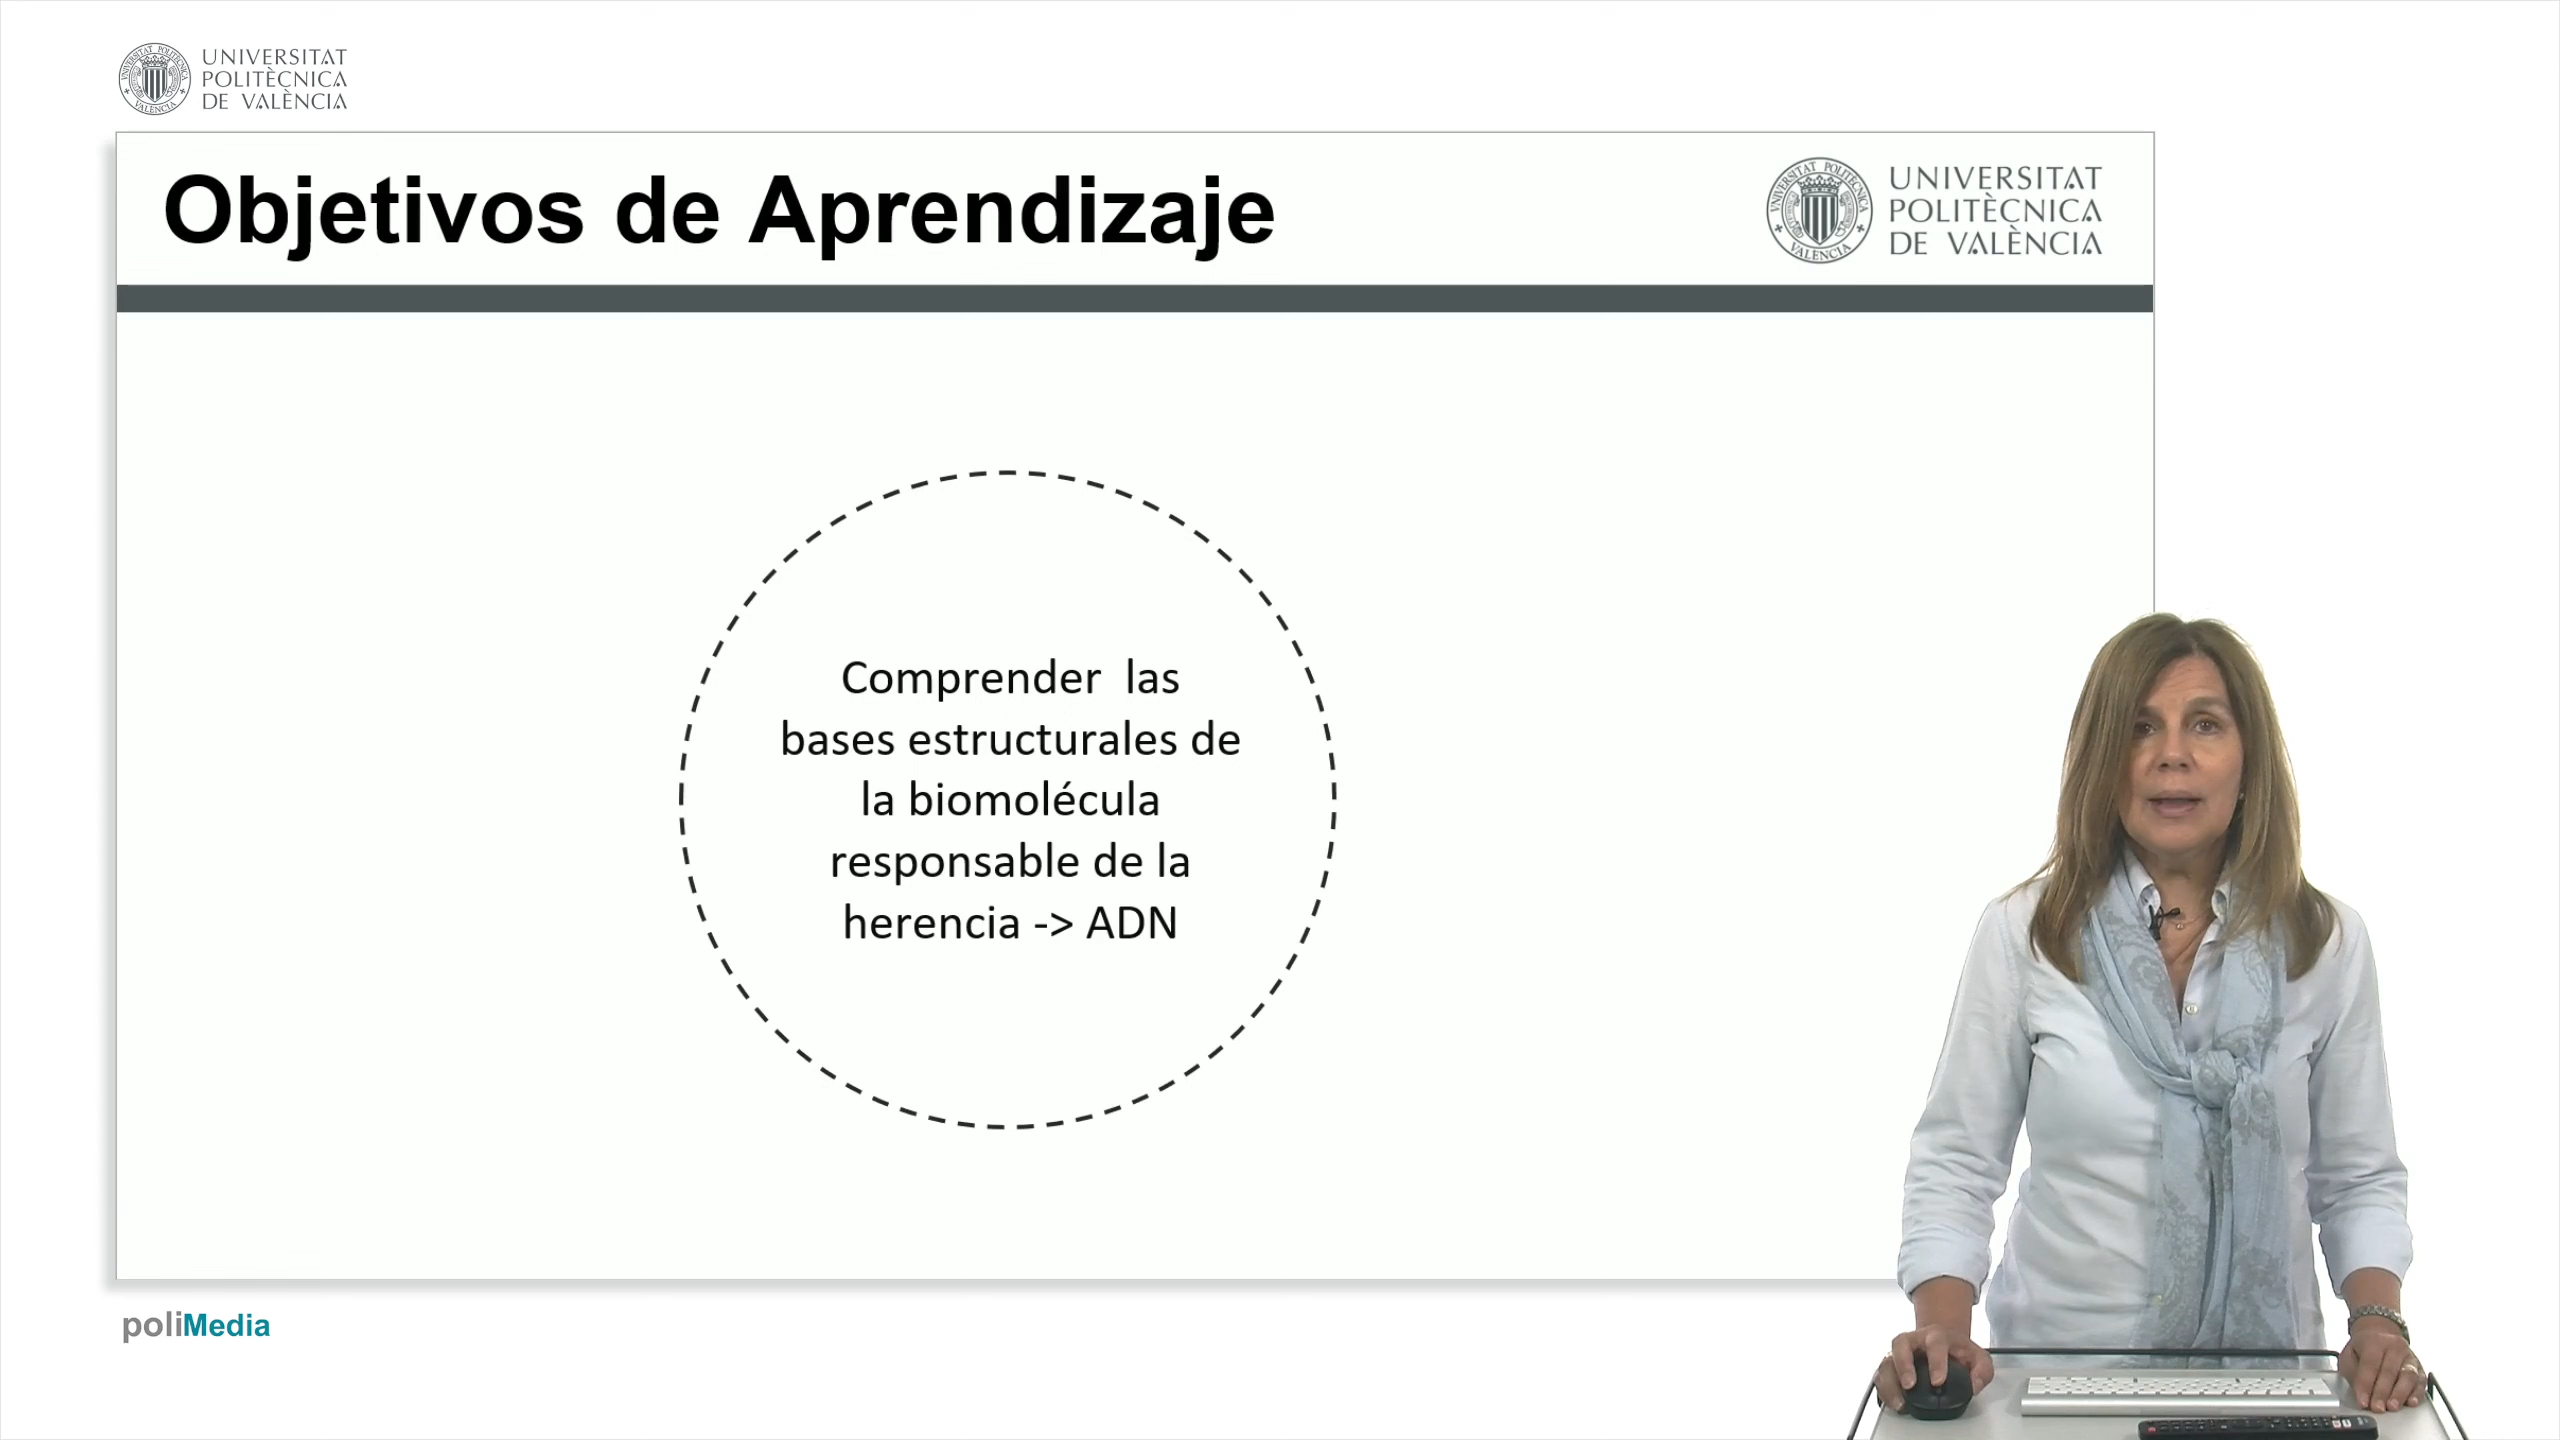 UNIVERSITAT
POLITÈCNICA
DE VALÈNCIA
Objetivos de Aprendizaje
UNIVERSITAT
POLITÈCNICA
DE VALÈNCIA
Comprender las
bases estructurales de
la biomolécula
responsable de la
herencia -> ADN
poliMedia